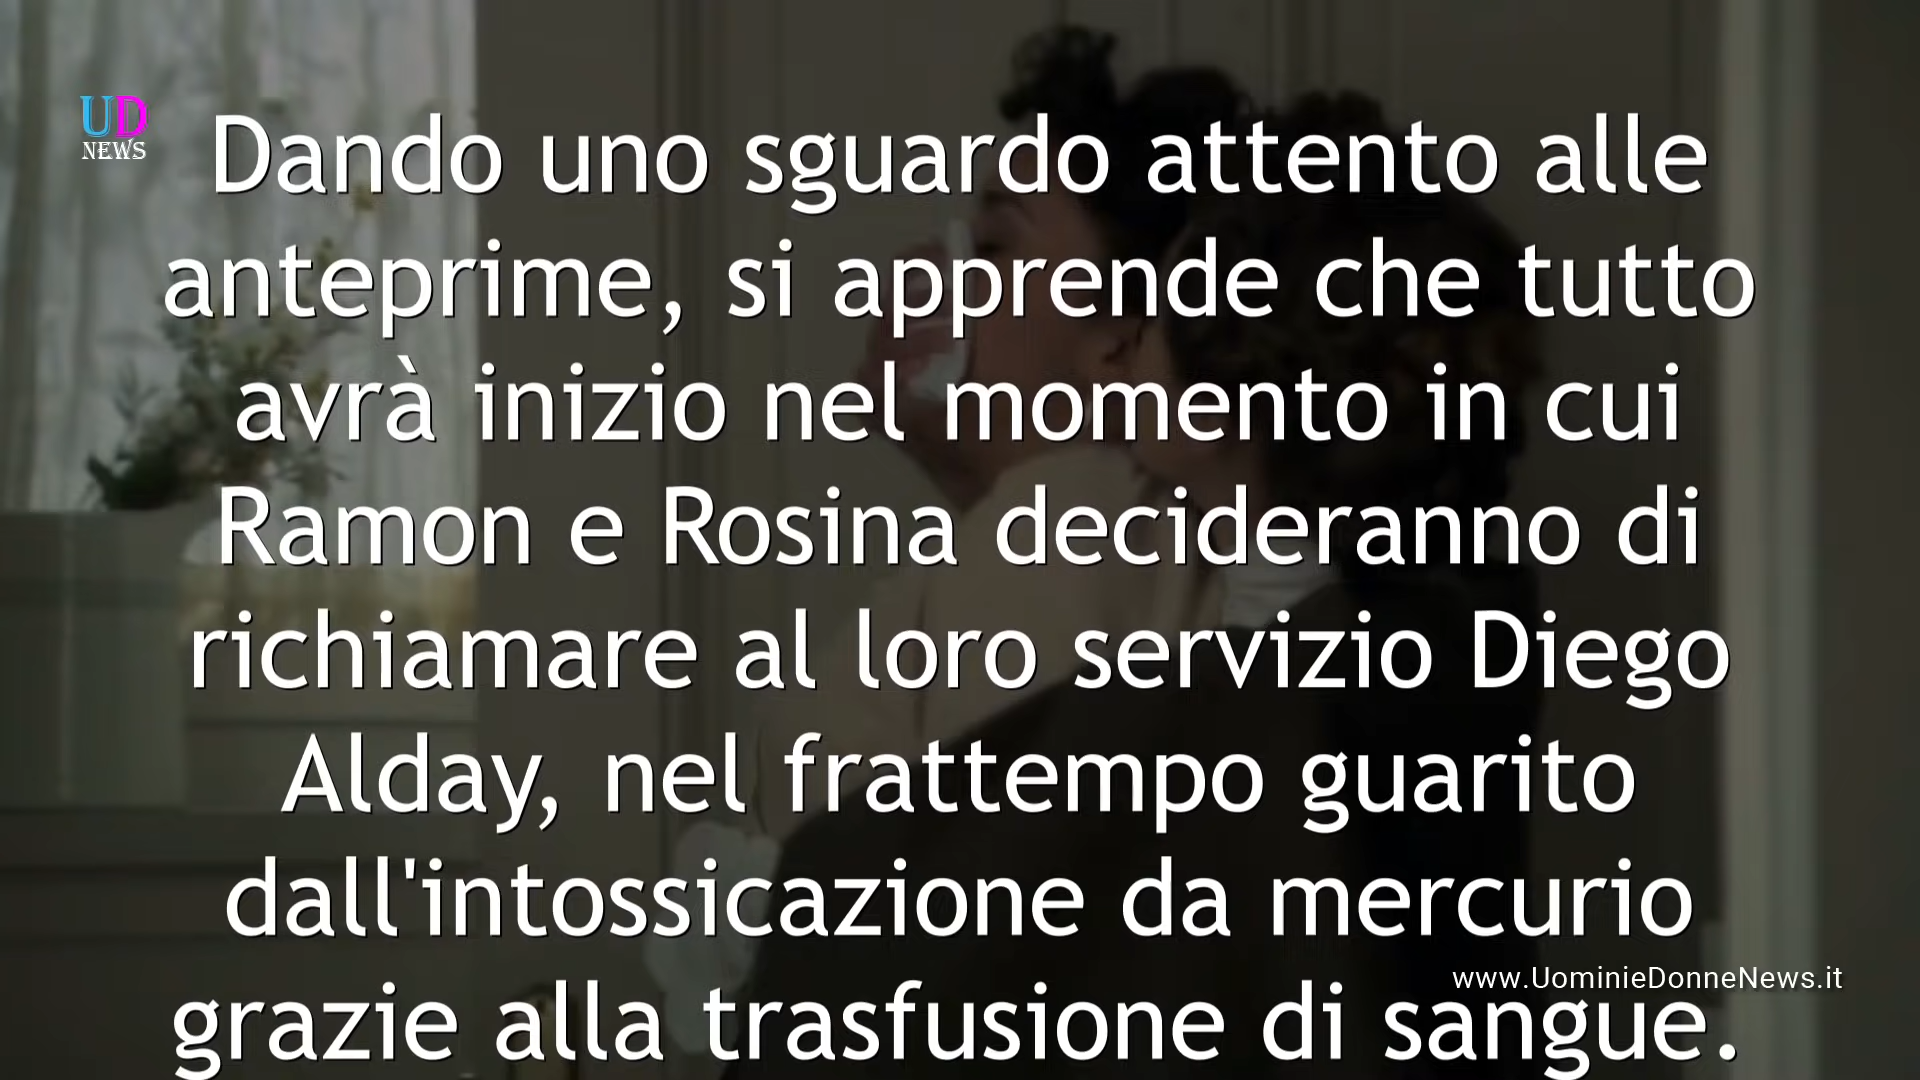 UD
NEWS
Dando uno sguardo attento alle
anteprime, si apprende che tutto
avrà inizio nel momento in cui
Ramon e Rosina decideranno di
richiamare al loro servizio Diego
Alday, nel frattempo guarito
dall'intossicazione da mercurio
www.UominieDonneNews.it
grazie alla trasfusione di sangue.